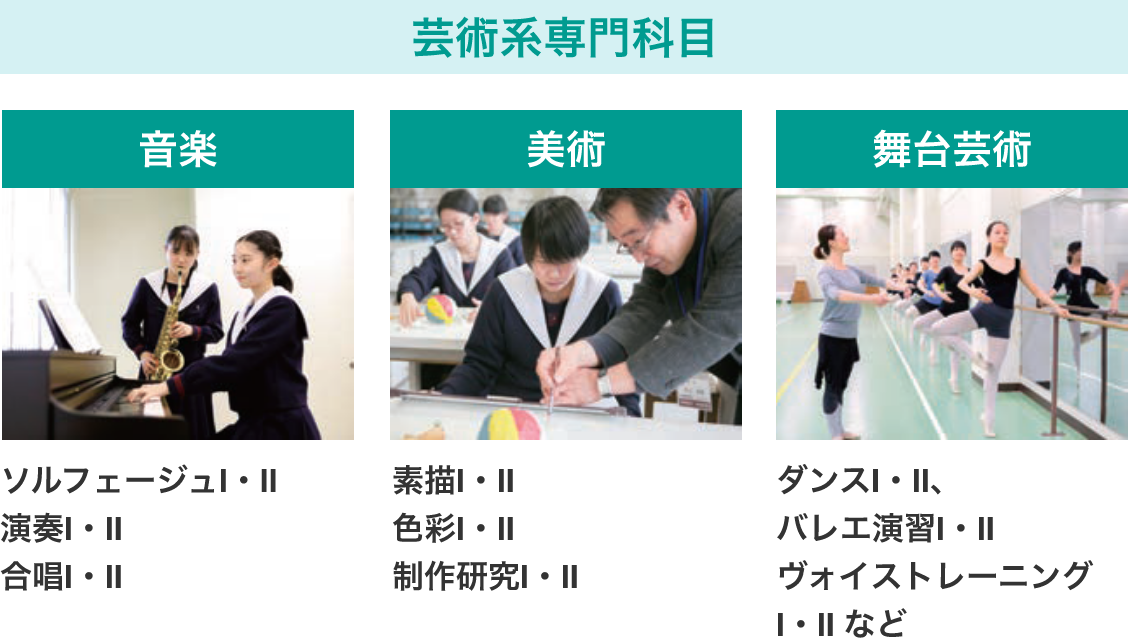 芸術系専門科目
音楽
美術
舞台芸術
ソルフェージュI・II
演奏I・II
合唱I・II
素描I・II
色彩I・II
制作研究I・II
ダンスI・II、
バレエ演習I・II
ヴォイストレーニング
I・II など